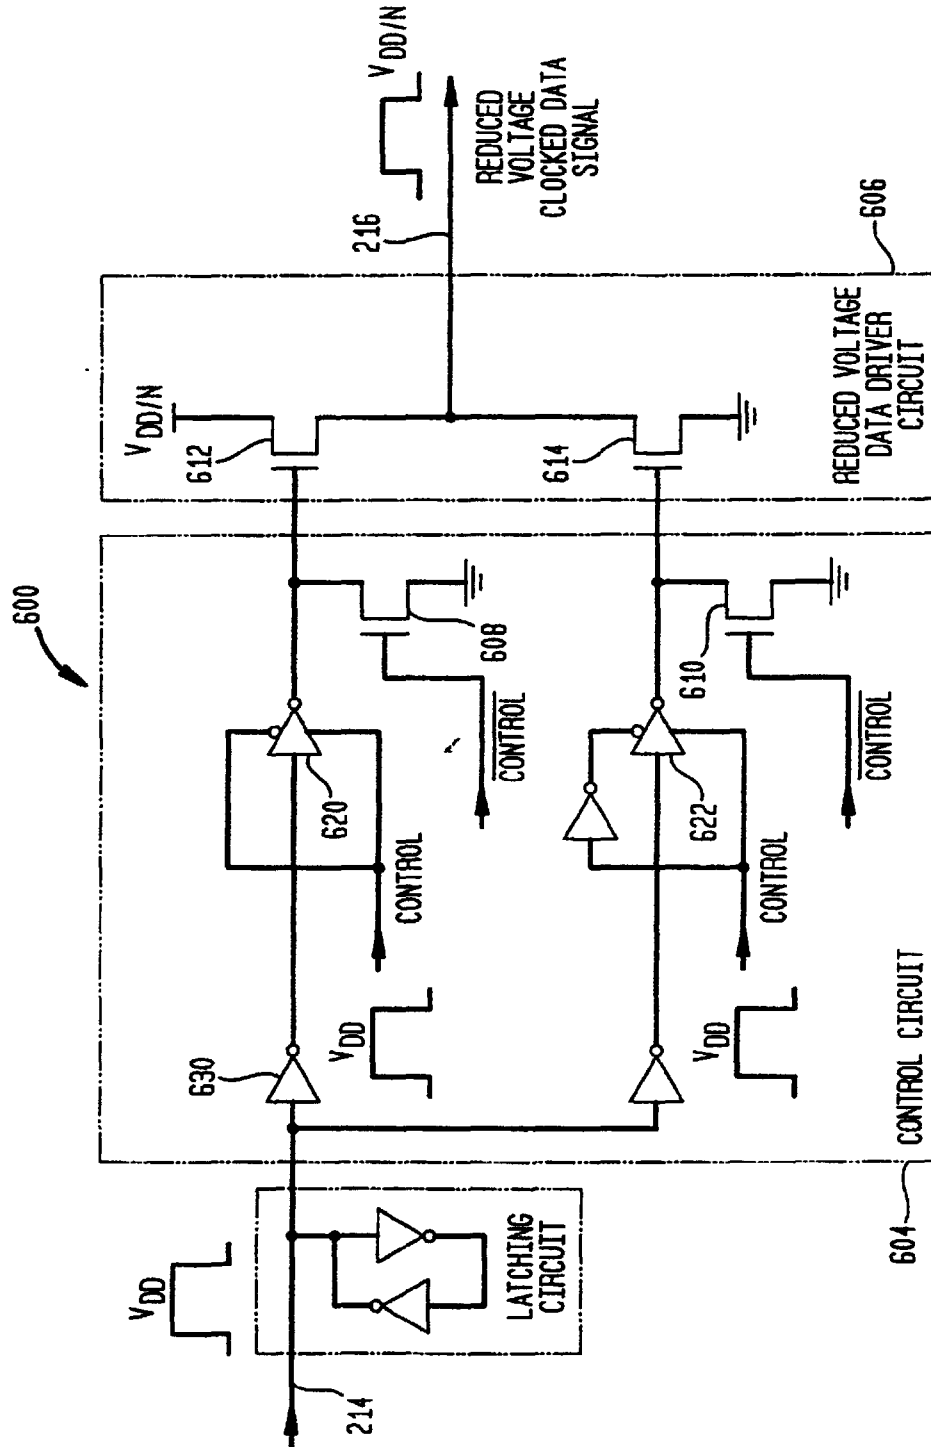 600
V_DD
214
LATCHING
CIRCUIT
604
CONTROL CIRCUIT
630
V_DD
CONTROL
620
CONTROL
608
V_DD
CONTROL
622
CONTROL
610
V_DD/N
612
614
REDUCED VOLTAGE
DATA DRIVER
CIRCUIT
606
216
V_DD/N
REDUCED
VOLTAGE
CLOCKED DATA
SIGNAL